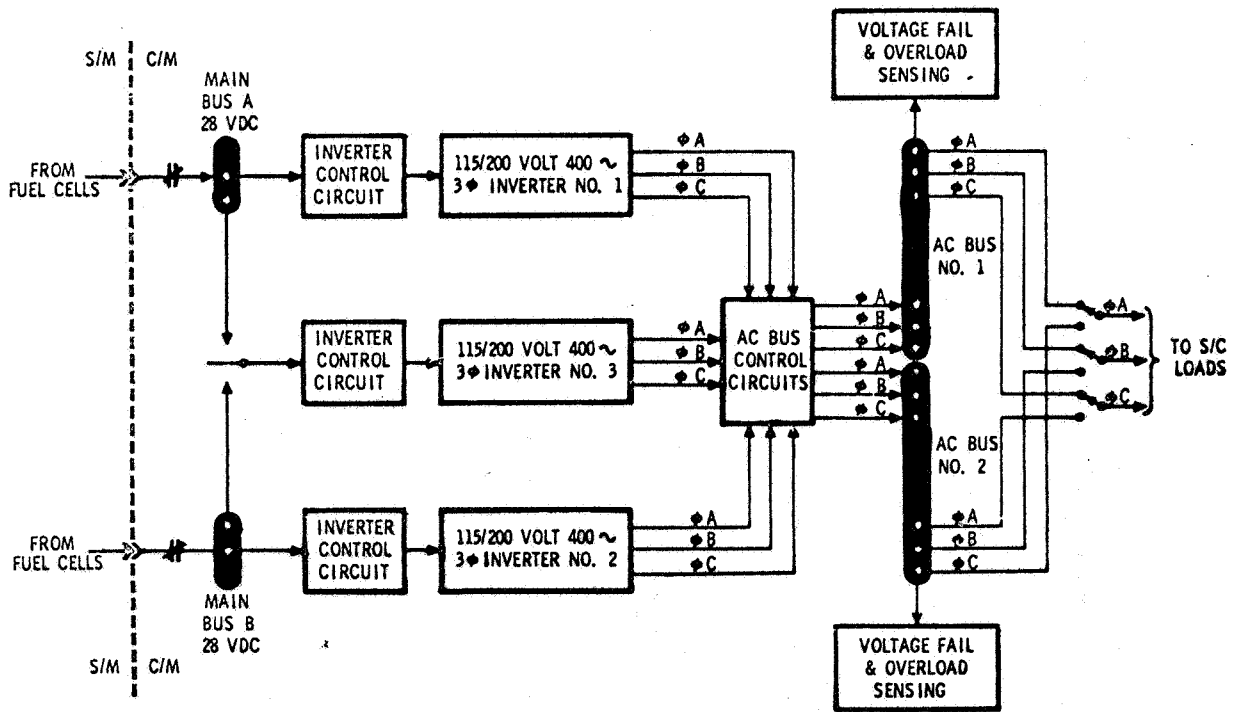 S/M C/M
MAIN
BUS A
28 VDC
FROM
FUEL CELLS
INVERTER
CONTROL
CIRCUIT
115/200 VOLT 400 ~
3ϕ INVERTER NO. 1
ϕA
ϕB
ϕC
VOLTAGE FAIL
& OVERLOAD
SENSING
ϕA
ϕB
ϕC
AC BUS
NO. 1
INVERTER
CONTROL
CIRCUIT
115/200 VOLT 400 ~
3ϕ INVERTER NO. 3
ϕA
ϕB
ϕC
AC BUS
CONTROL
CIRCUITS
ϕA
ϕB
ϕC
ϕA
ϕB
ϕC
ϕA
ϕB
ϕC
TO S/C
LOADS
AC BUS
NO. 2
FROM
FUEL CELLS
MAIN
BUS B
28 VDC
S/M C/M
INVERTER
CONTROL
CIRCUIT
115/200 VOLT 400 ~
3ϕ INVERTER NO. 2
ϕA
ϕB
ϕC
ϕA
ϕB
ϕC
VOLTAGE FAIL
& OVERLOAD
SENSING